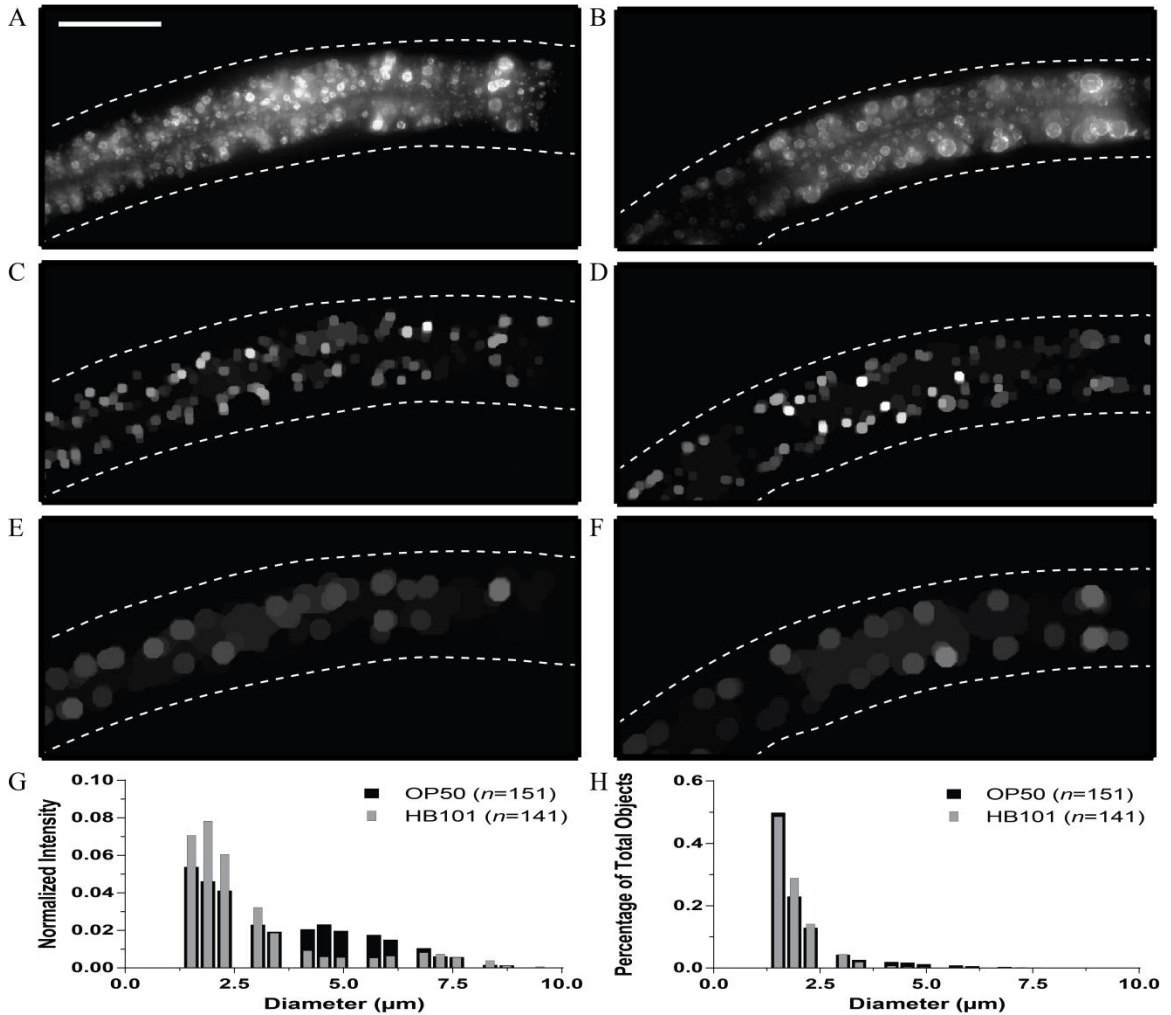 A
B
C
D
E
F
G
0.10
0.08
0.06
0.04
0.02
0.00
Normalized Intensity
OP50 (n=151)
HB101 (n=141)
0.0
2.5
5.0
7.5
10.0
Diameter (µm)
H
0.6
0.4
0.2
0.0
Percentage of Total Objects
OP50 (n=151)
HB101 (n=141)
0.0
2.5
5.0
7.5
10.0
Diameter (µm)